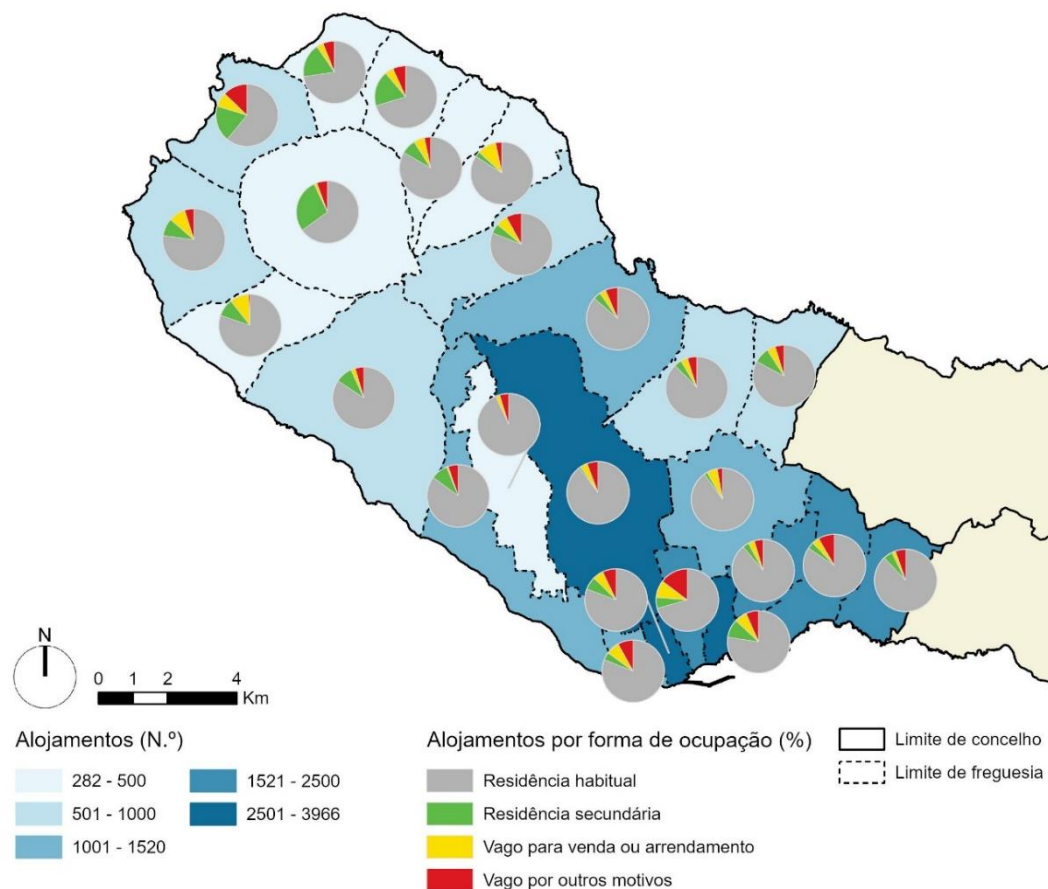 N
0 1 2 4
Km
Alojamentos (N.º)
282 - 500
501 - 1000
1001 - 1520
1521 - 2500
2501 - 3966
Alojamentos por forma de ocupação (%)
Residência habitual
Residência secundária
Vago para venda ou arrendamento
Vago por outros motivos
Limite de concelho
Limite de freguesia